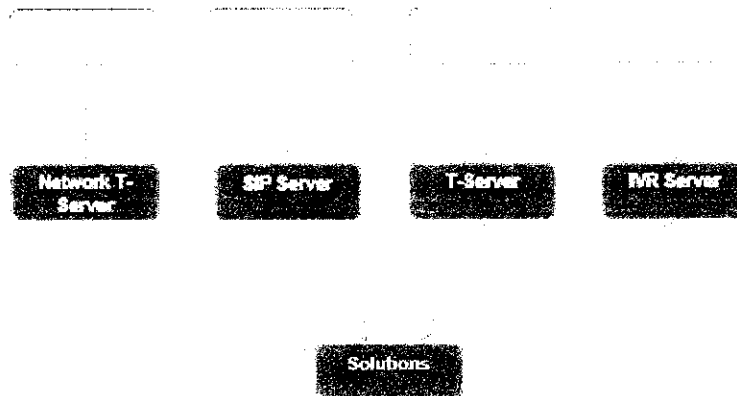 Network T-
Server
SIP Server
T-Server
IVR Server
Solutions